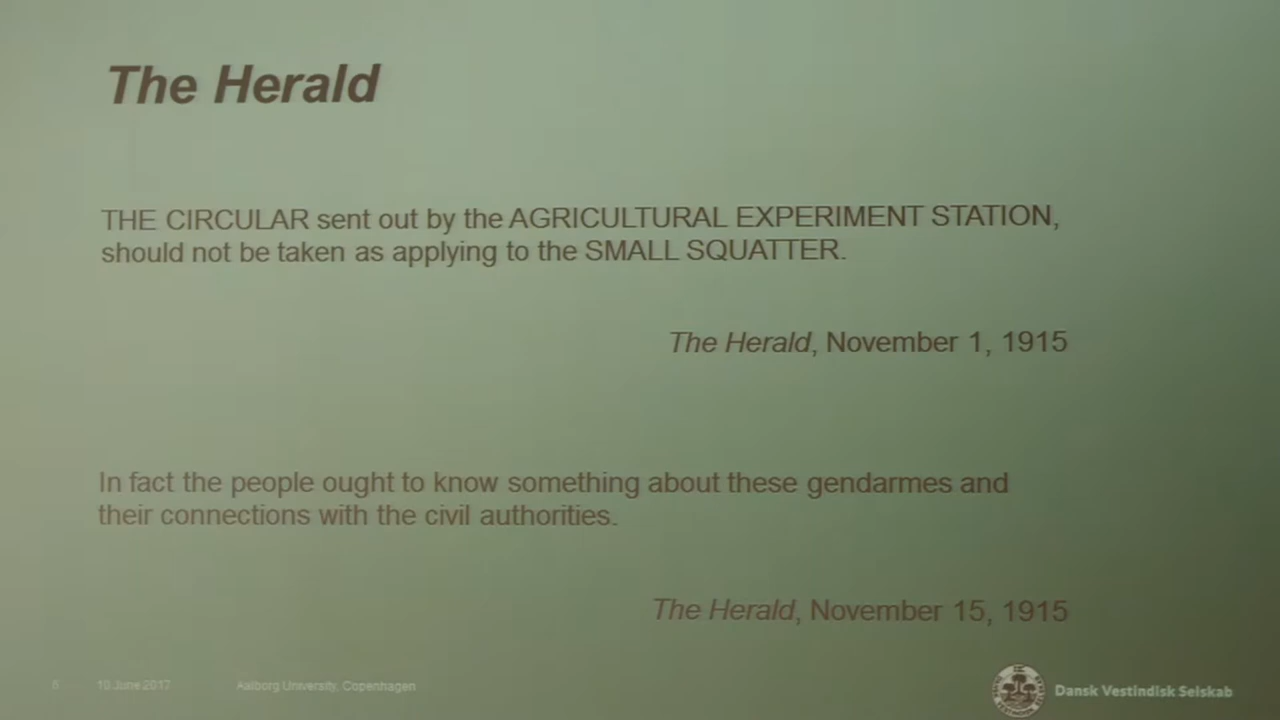 The Herald
THE CIRCULAR sent out by the AGRICULTURAL EXPERIMENT STATION,
should not be taken as applying to the SMALL SQUATTER.
The Herald, November 1, 1915
In fact the people ought to know something about these gendarmes and
their connections with the civil authorities.
The Herald, November 15, 1915
10 June 2017 Aalborg University, Copenhagen
Dansk Vestindisk Selskab